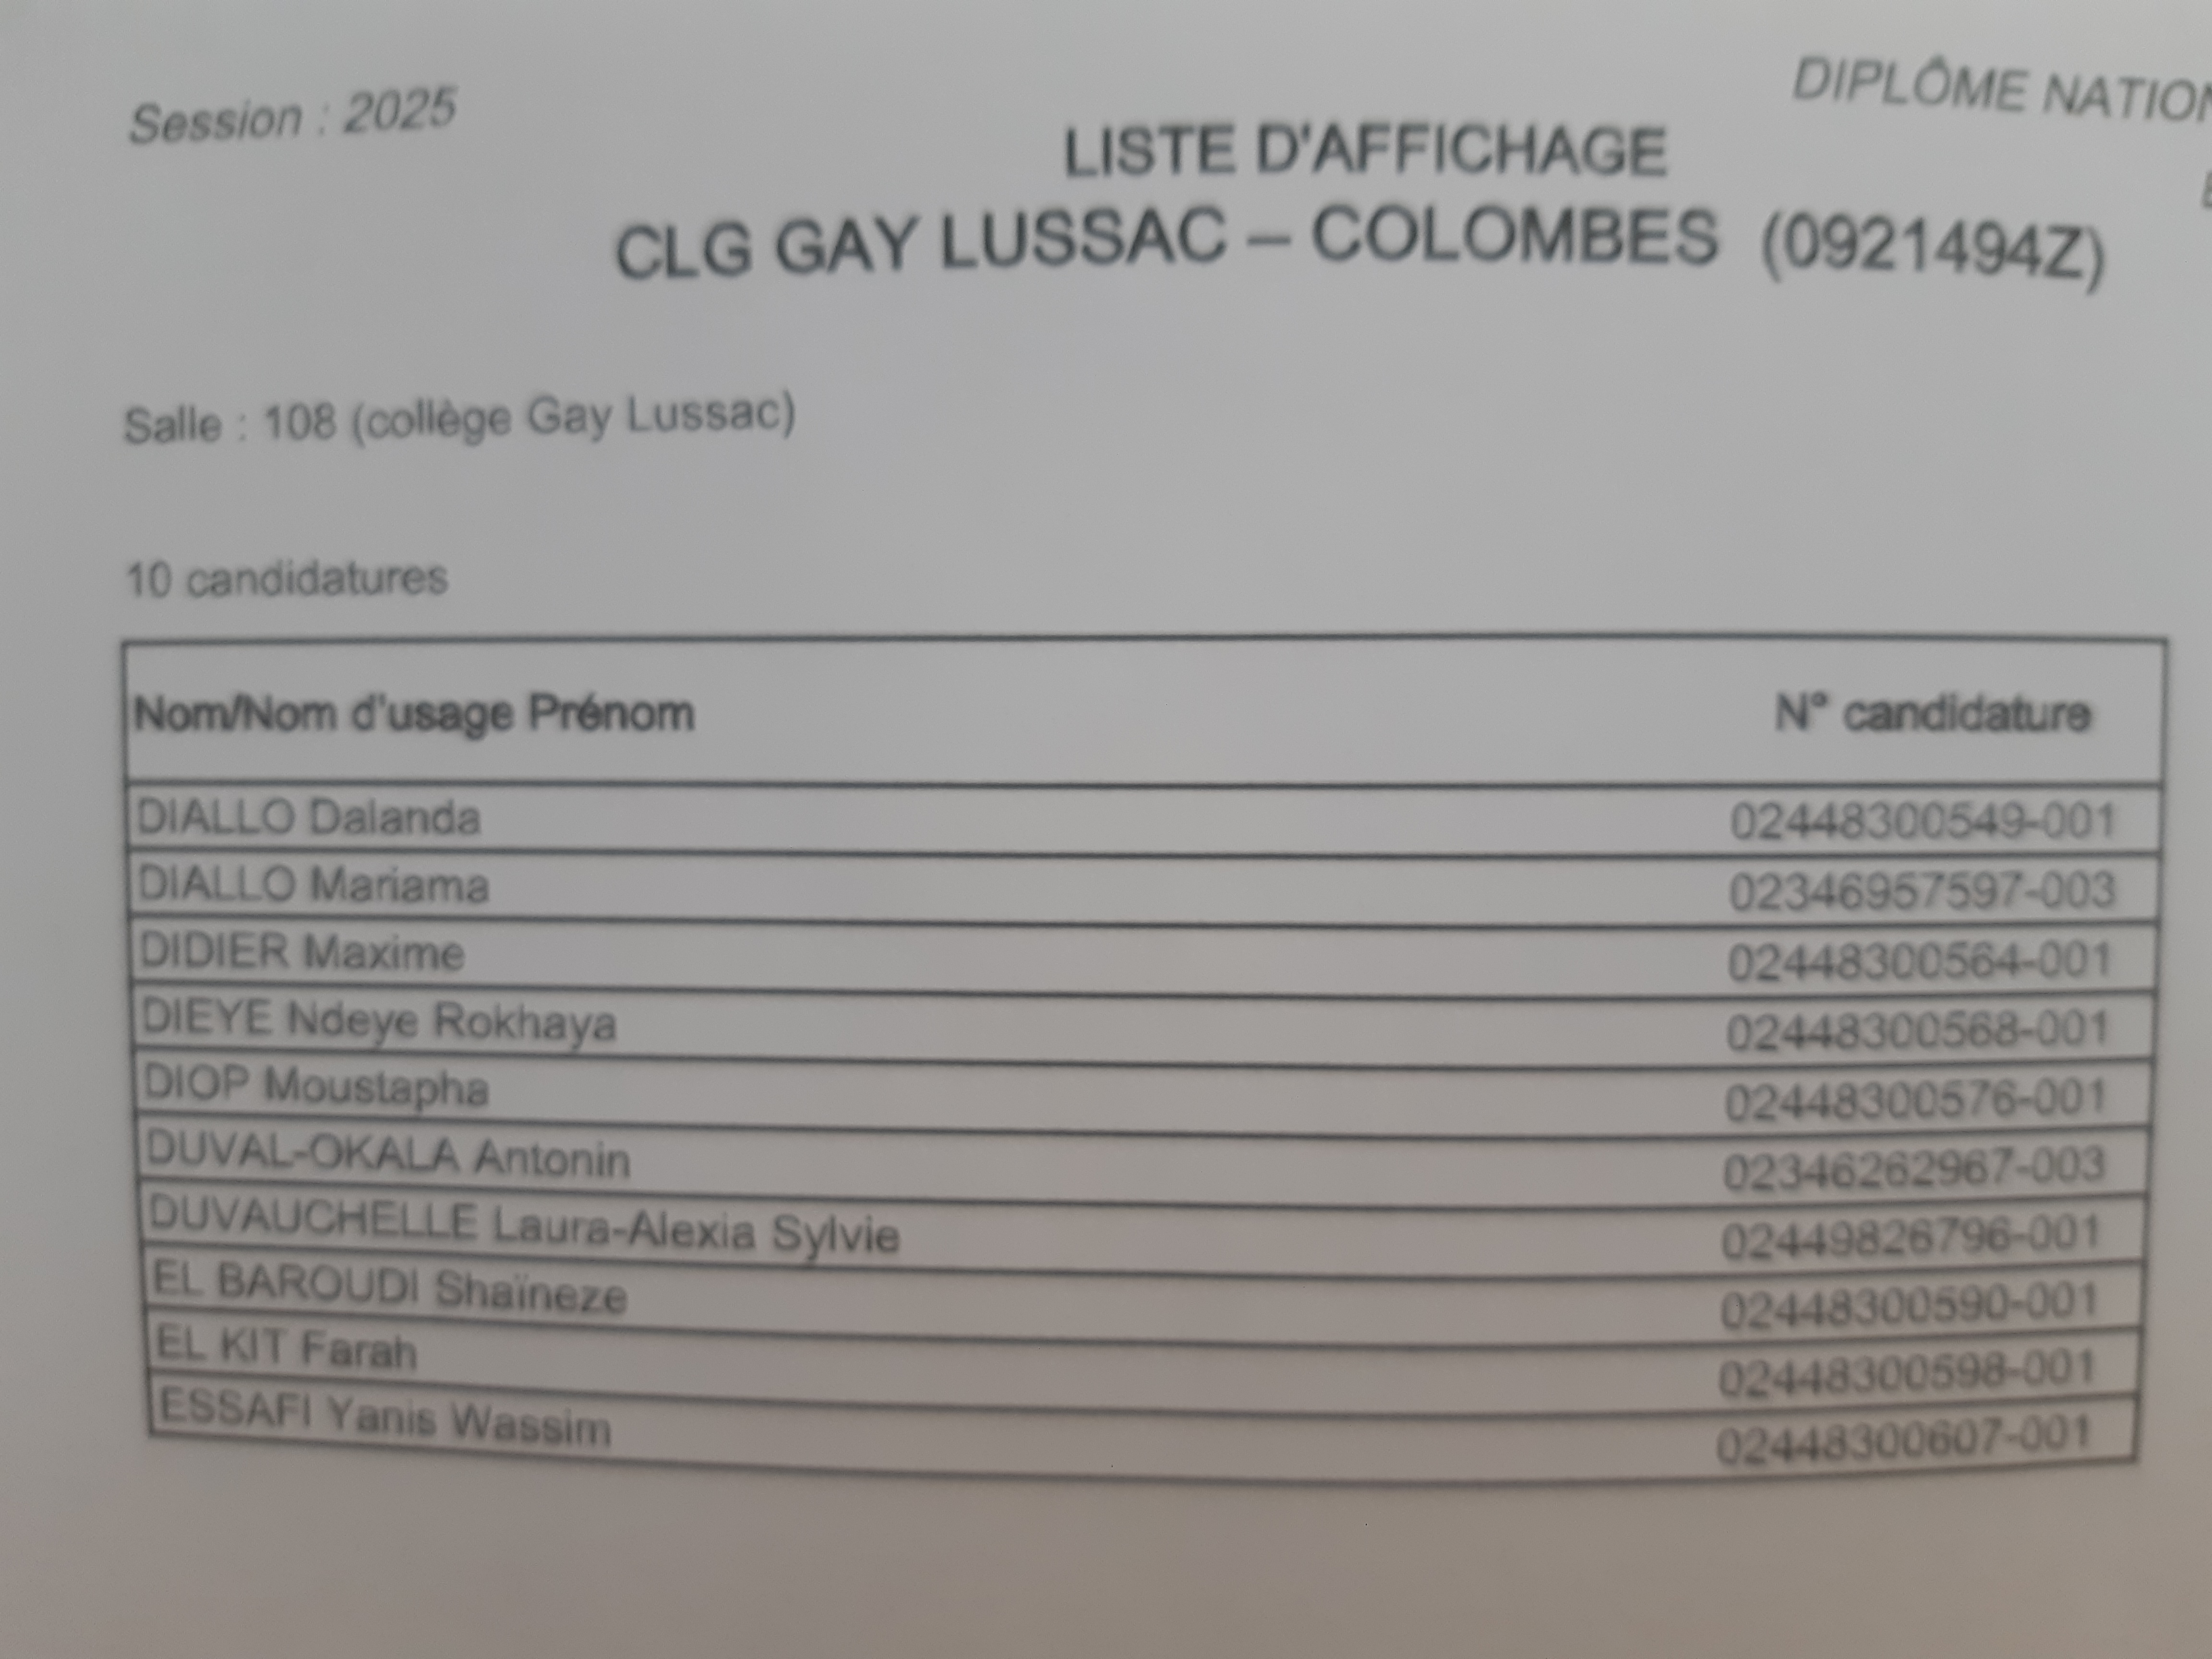 Session : 2025
DIPLÔME NATION
LISTE D'AFFICHAGE
CLG GAY LUSSAC – COLOMBES (0921494Z)
Salle : 108 (collège Gay Lussac)
10 candidatures
Nom/Nom d'usage Prénom N° candidature
DIALLO Dalanda 02448300549-001
DIALLO Mariama 02346957597-003
DIDIER Maxime 02448300564-001
DIEYE Ndeye Rokhaya 02448300568-001
DIOP Moustapha 02448300576-001
DUVAL-OKALA Antonin 02346262967-003
DUVAUCHELLE Laura-Alexia Sylvie 02449826796-001
EL BAROUDI Shaïneze 02448300590-001
EL KIT Farah 02448300598-001
ESSAFI Yanis Wassim 02448300607-001